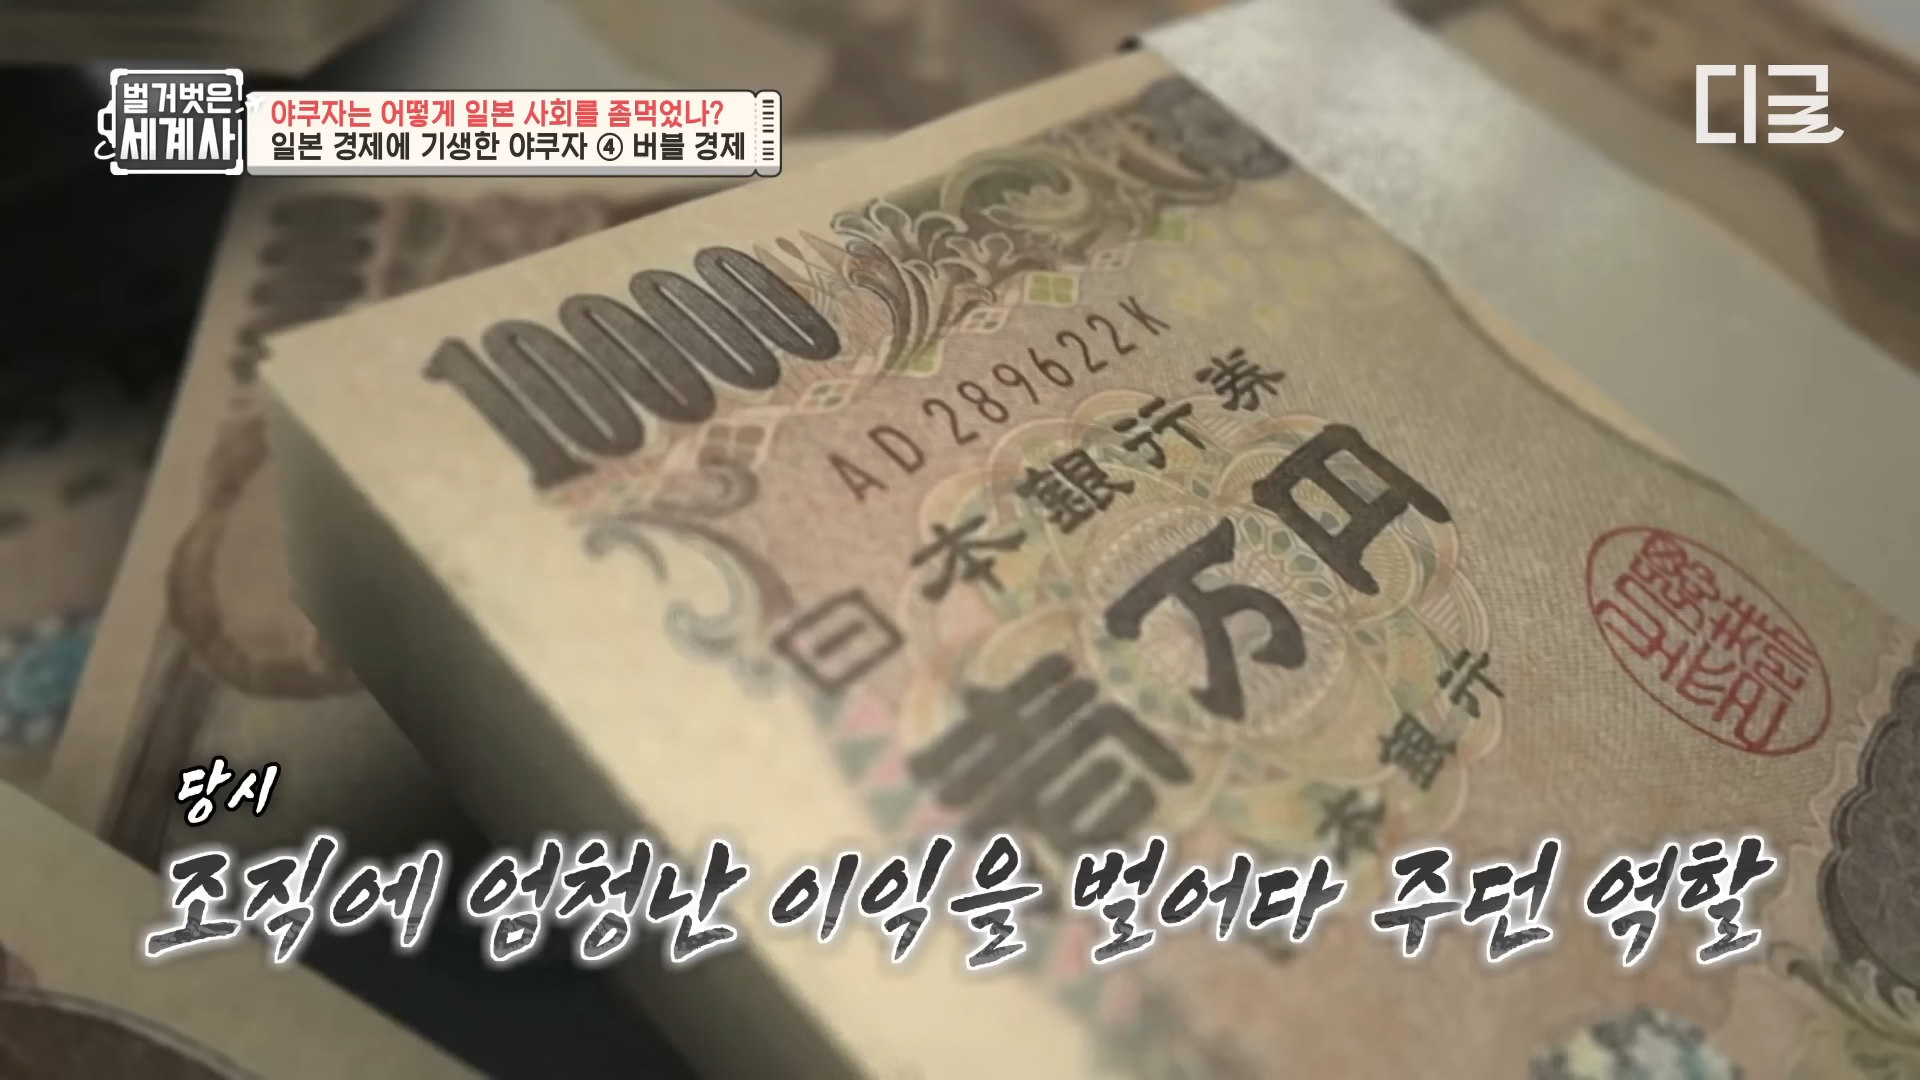 벌거벗은
세계사
야쿠자는 어떻게 일본 사회를 좀먹었나?
일본 경제에 기생한 야쿠자 ④ 버블 경제
디글
10000
AD289622K
日本銀行券
壱万円
日本銀行
당시
조직에 엄청난 이익을 벌어다 주던 역할